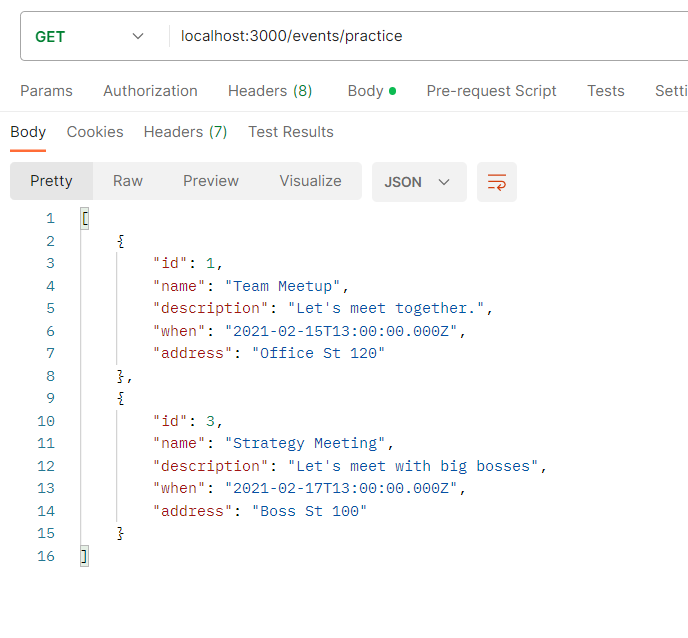 GET localhost:3000/events/practice
Params Authorization Headers (8) Body Pre-request Script Tests Setti
Body Cookies Headers (7) Test Results
Pretty Raw Preview Visualize JSON
1 [
2 {
3 "id": 1,
4 "name": "Team Meetup",
5 "description": "Let's meet together.",
6 "when": "2021-02-15T13:00:00.000Z",
7 "address": "Office St 120"
8 },
9 {
10 "id": 3,
11 "name": "Strategy Meeting",
12 "description": "Let's meet with big bosses",
13 "when": "2021-02-17T13:00:00.000Z",
14 "address": "Boss St 100"
15 }
16 ]